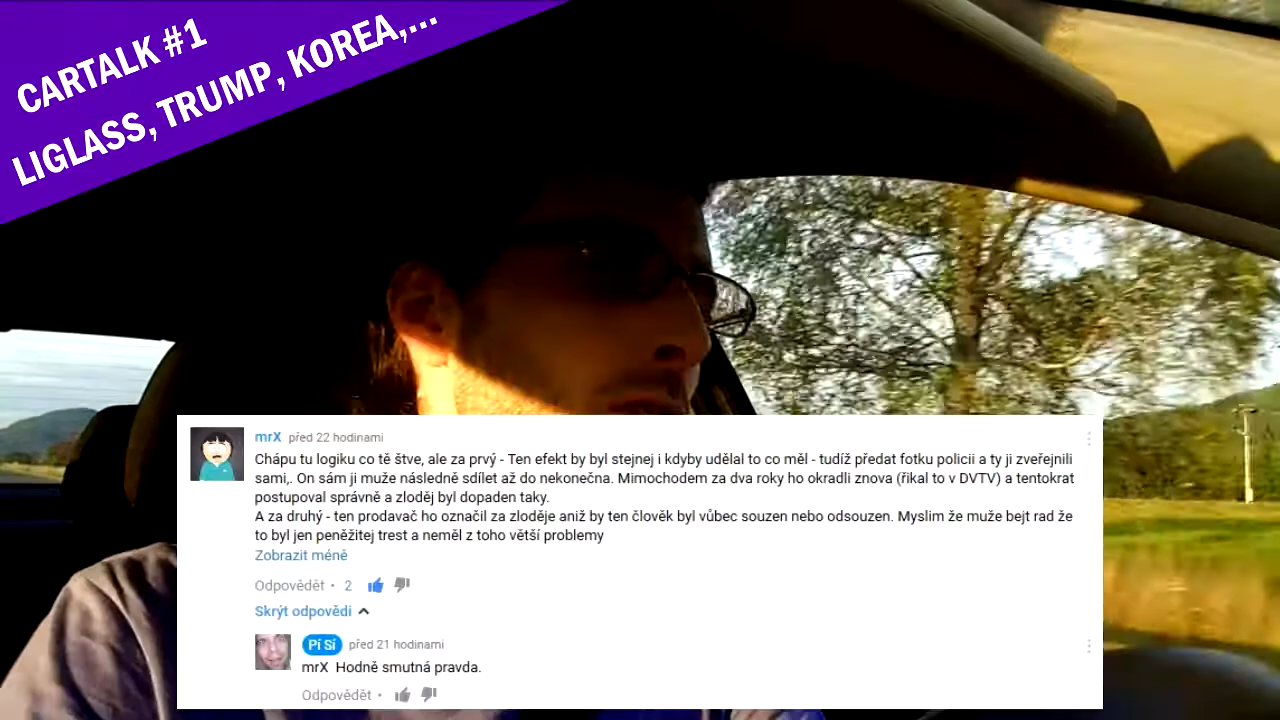 CARTALK #1
LIGLASS, TRUMP, KOREA,...
mrX před 22 hodinami
Chápu tu logiku co tě štve, ale za prvý - Ten efekt by byl stejnej i kdyby udělal to co měl - tudíž předat fotku policii a ty ji zveřejnili
sami,. On sám ji muže následně sdílet až do nekonečna. Mimochodem za dva roky ho okradli znova (řikal to v DVTV) a tentokrat
postupoval správně a zloděj byl dopaden taky.
A za druhý - ten prodavač ho označil za zloděje aniž by ten člověk byl vůbec souzen nebo odsouzen. Myslim že muže bejt rad že
to byl jen peněžitej trest a neměl z toho větší problemy
Zobrazit méně
Odpovědět • 2
Skrýt odpovědi
Pí Sí před 21 hodinami
mrX Hodně smutná pravda.
Odpovědět •